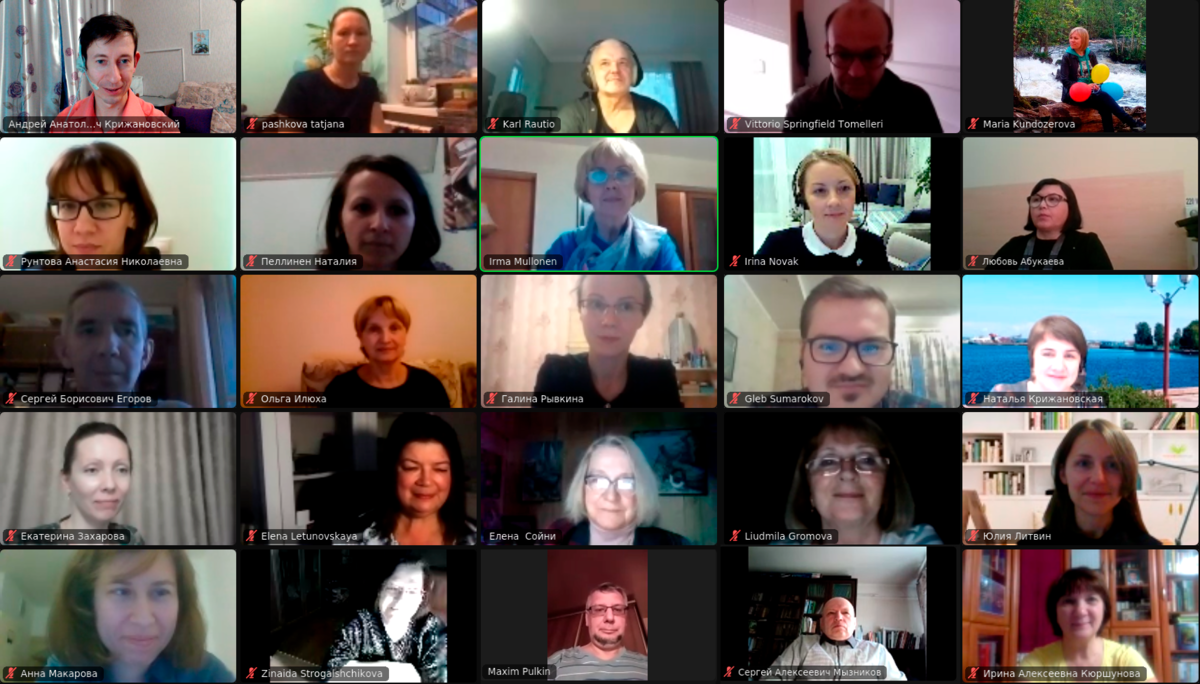 Андрей Анатол...ч Крижановский
pashkova tatjana
Karl Rautio
Vittorio Springfield Tomelleri
Maria Kundozerova
Рунтова Анастасия Николаевна
Пеллинен Наталия
Irma Mullonen
Irina Novak
Любовь Абукаева
Сергей Борисович Егоров
Ольга Илюха
Галина Рывкина
Gleb Sumarokov
Наталья Крижановская
Екатерина Захарова
Elena Letunovskaya
Елена Сойни
Liudmila Gromova
Юлия Литвин
Анна Макарова
Zinaida Strogalshchikova
Maxim Pulkin
Сергей Алексеевич Мызников
Ирина Алексеевна Кюршунова